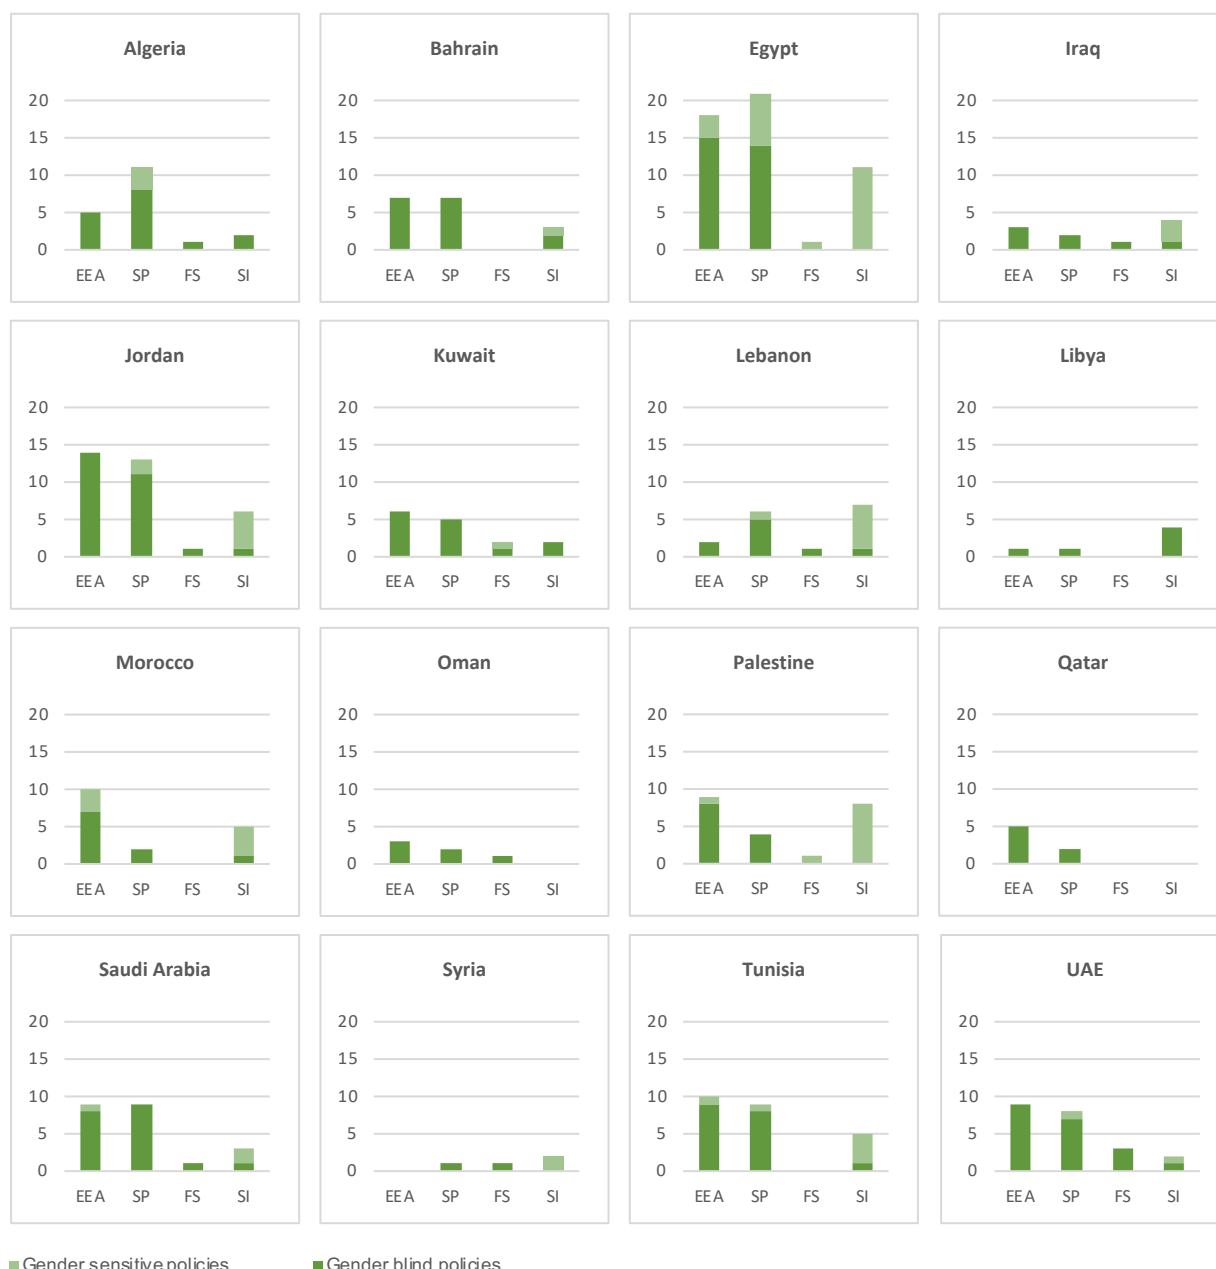 Algeria
20
15
10
5
0
EEA SP FS SI
Bahrain
20
15
10
5
0
EEA SP FS SI
Egypt
20
15
10
5
0
EEA SP FS SI
Iraq
20
15
10
5
0
EEA SP FS SI
Jordan
20
15
10
5
0
EEA SP FS SI
Kuwait
20
15
10
5
0
EEA SP FS SI
Lebanon
20
15
10
5
0
EEA SP FS SI
Libya
20
15
10
5
0
EEA SP FS SI
Morocco
20
15
10
5
0
EEA SP FS SI
Oman
20
15
10
5
0
EEA SP FS SI
Palestine
20
15
10
5
0
EEA SP FS SI
Qatar
20
15
10
5
0
EEA SP FS SI
Saudi Arabia
20
15
10
5
0
EEA SP FS SI
Syria
20
15
10
5
0
EEA SP FS SI
Tunisia
20
15
10
5
0
EEA SP FS SI
UAE
20
15
10
5
0
EEA SP FS SI
Gender sensitive policies Gender blind policies